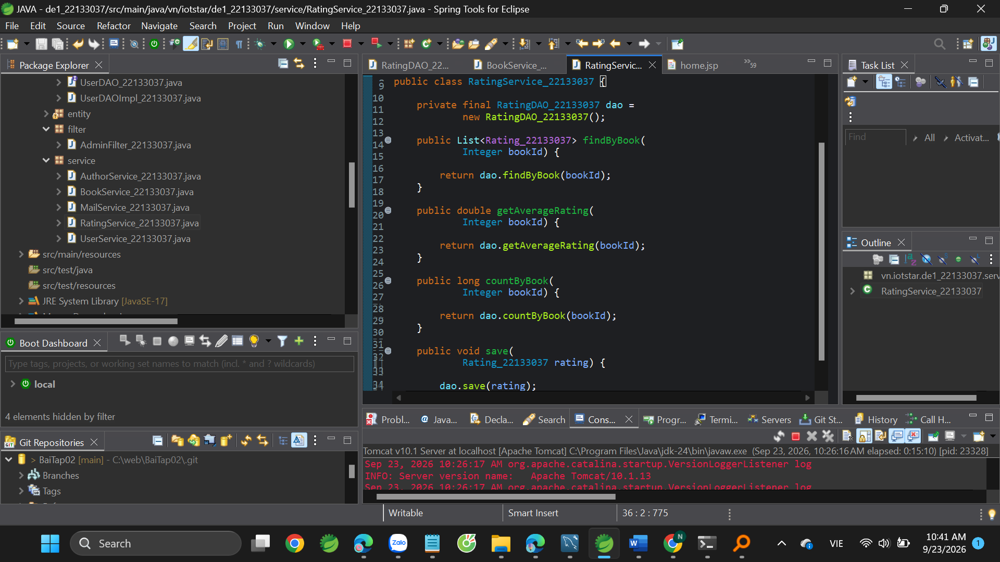 JAVA - de1_22133037/src/main/java/vn/iotstar/de1_22133037/service/RatingService_22133037.java - Spring Tools for Eclipse
File Edit Source Refactor Navigate Search Project Run Window Help
Package Explorer
UserDAO_22133037.java
UserDAOImpl_22133037.java
entity
filter
AdminFilter_22133037.java
service
AuthorService_22133037.java
BookService_22133037.java
MailService_22133037.java
RatingService_22133037.java
UserService_22133037.java
src/main/resources
src/test/java
src/test/resources
JRE System Library [JavaSE-17]
Boot Dashboard
Type tags, projects, or working set names to match (incl. * and ? wildcards)
local
4 elements hidden by filter
Git Repositories
> BaiTap02 [main] - C:\web\BaiTap02\.git
Branches
Tags
RatingDAO_22... BookService_... RatingServic... home.jsp »59
9 public class RatingService_22133037 {
10
11 private final RatingDAO_22133037 dao =
12 new RatingDAO_22133037();
13
14 public List<Rating_22133037> findByBook(
15 Integer bookId) {
16
17 return dao.findByBook(bookId);
18 }
19
20 public double getAverageRating(
21 Integer bookId) {
22
23 return dao.getAverageRating(bookId);
24 }
25
26 public long countByBook(
27 Integer bookId) {
28
29 return dao.countByBook(bookId);
30 }
31
32 public void save(
33 Rating_22133037 rating) {
34
dao.save(rating);
Task List
Find All Activat...
Outline
vn.iotstar.de1_22133037.serv
RatingService_22133037
Probl... Java... Decla... Search Cons... Progr... Termi... Servers Git St... History Call H...
Tomcat v10.1 Server at localhost [Apache Tomcat] C:\Program Files\Java\jdk-24\bin\javaw.exe (Sep 23, 2026, 10:26:16 AM elapsed: 0:15:10) [pid: 23328]
Sep 23, 2026 10:26:17 AM org.apache.catalina.startup.VersionLoggerListener log
INFO: Server version name: Apache Tomcat/10.1.13
Sep 23, 2026 10:26:17 AM org.apache.catalina.startup.VersionLoggerListener log
Writable Smart Insert 36 : 2 : 775
Search
Zalo
N
VIE
10:41 AM
9/23/2026
1